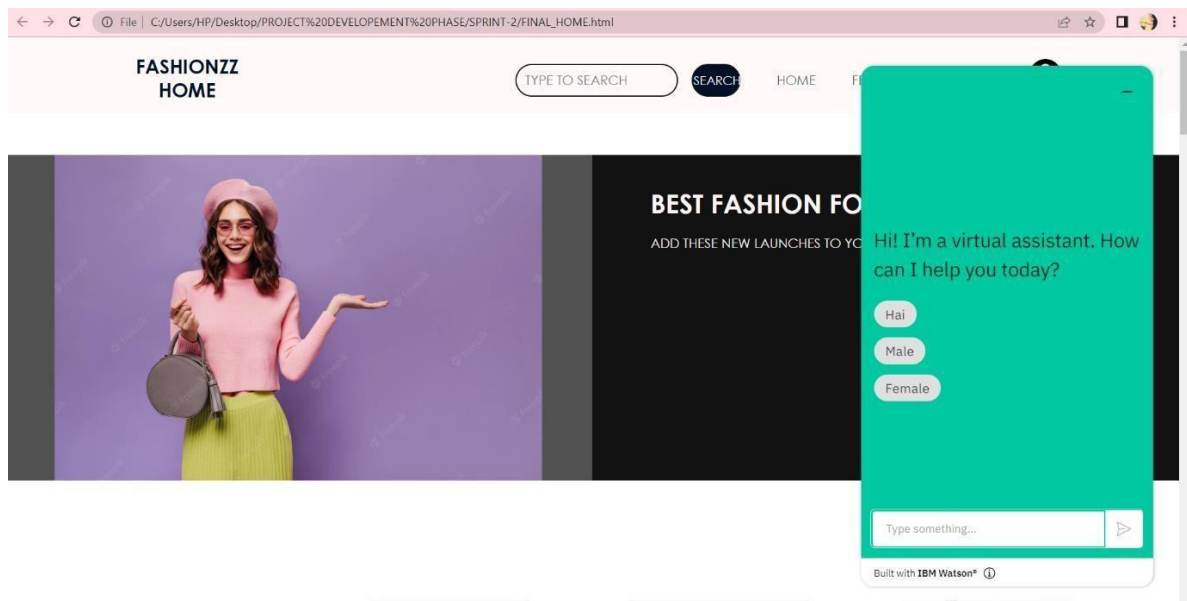 File | C:/Users/HP/Desktop/PROJECT%20DEVELOPEMENT%20PHASE/SPRINT-2/FINAL_HOME.html
FASHIONZZ
HOME
TYPE TO SEARCH
SEARCH
HOME
BEST FASHION FO
ADD THESE NEW LAUNCHES TO YO
Hi! I’m a virtual assistant. How
can I help you today?
Hai
Male
Female
Type something...
Built with IBM Watson®